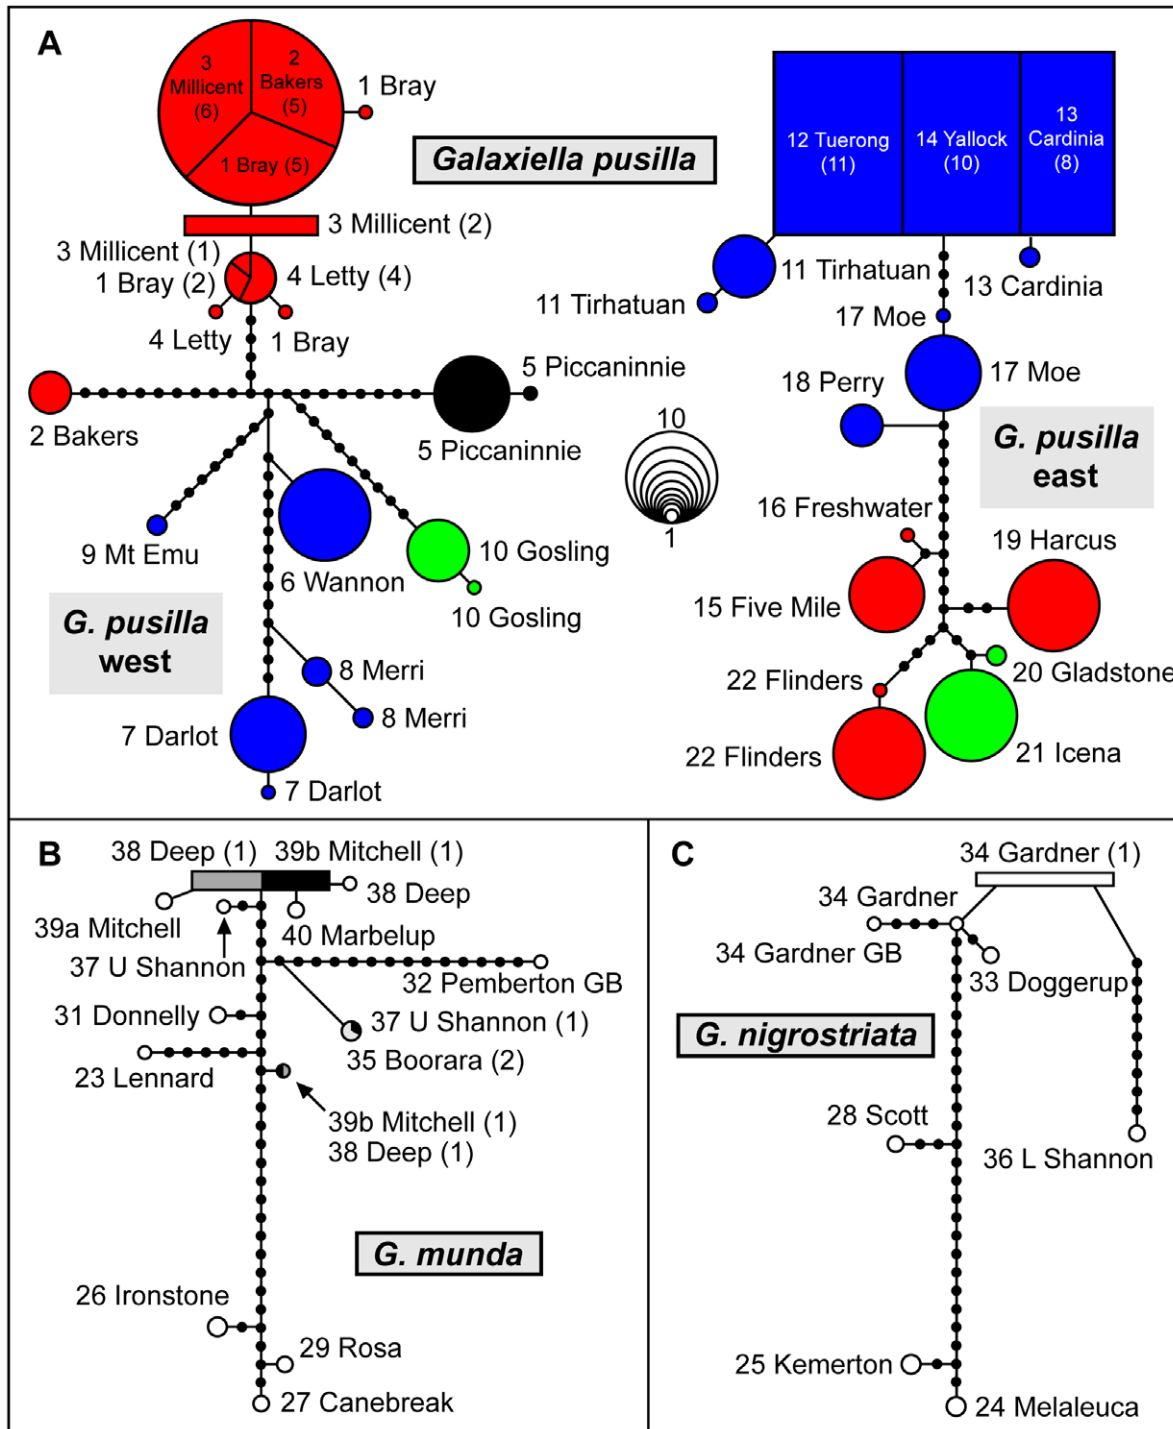 A
3
Millicent
(6)
2
Bakers
(5)
1 Bray (5)
1 Bray
Galaxiella pusilla
12 Tuerong
(11)
14 Yallock
(10)
13
Cardinia
(8)
3 Millicent (2)
3 Millicent (1)
1 Bray (2)
4 Letty (4)
4 Letty
1 Bray
11 Tirhatuan
11 Tirhatuan
13 Cardinia
17 Moe
17 Moe
18 Perry
2 Bakers
5 Piccaninnie
5 Piccaninnie
10
1
G. pusilla
east
9 Mt Emu
6 Wannon
10 Gosling
10 Gosling
16 Freshwater
19 Harcus
15 Five Mile
G. pusilla
west
8 Merri
8 Merri
7 Darlot
7 Darlot
20 Gladstone
22 Flinders
22 Flinders
21 Icena
B
38 Deep (1)
39b Mitchell (1)
38 Deep
39a Mitchell
40 Marbelup
37 U Shannon
32 Pemberton GB
31 Donnelly
37 U Shannon (1)
35 Boorara (2)
23 Lennard
39b Mitchell (1)
38 Deep (1)
G. munda
26 Ironstone
29 Rosa
27 Canebreak
C
34 Gardner (1)
34 Gardner
34 Gardner GB
33 Doggerup
G. nigrostriata
28 Scott
36 L Shannon
25 Kemerton
24 Melaleuca